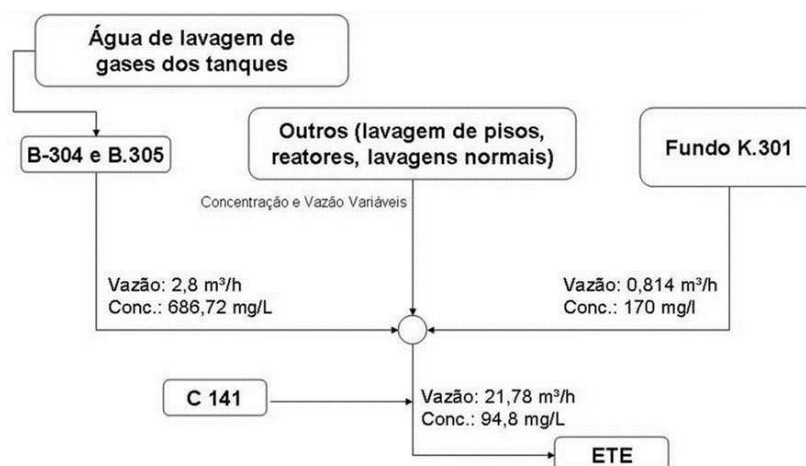 Água de lavagem de
gases dos tanques
B-304 e B.305
Outros (lavagem de pisos,
reatores, lavagens normais)
Fundo K.301
Concentração e Vazão Variáveis
Vazão: 2,8 m³/h
Conc.: 686,72 mg/L
Vazão: 0,814 m³/h
Conc.: 170 mg/l
C 141
Vazão: 21,78 m³/h
Conc.: 94,8 mg/L
ETE